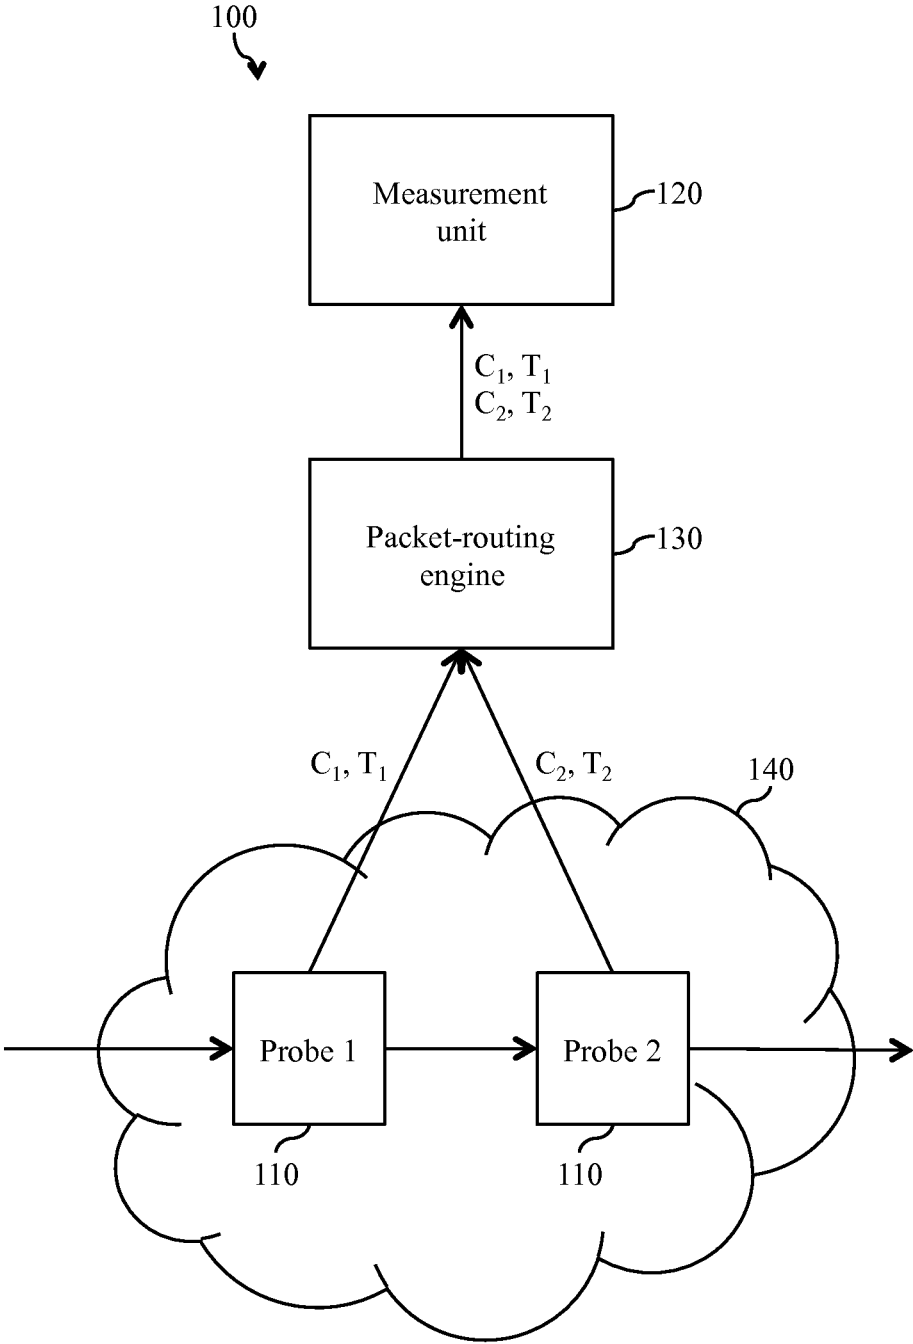 100
Measurement
unit
120
C₁, T₁
C₂, T₂
Packet-routing
engine
130
C₁, T₁
C₂, T₂
140
Probe 1
Probe 2
110
110